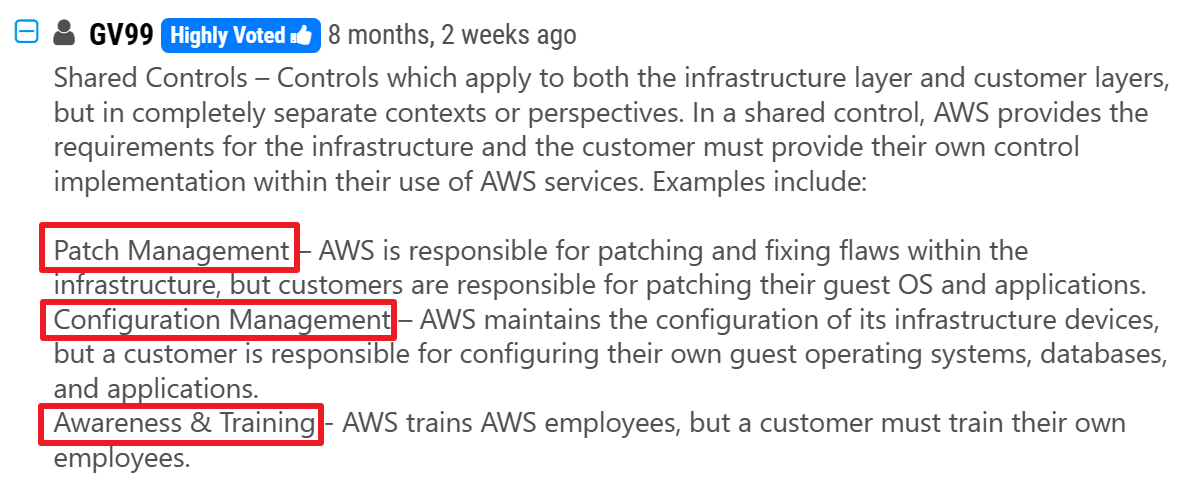 GV99 Highly Voted 8 months, 2 weeks ago
Shared Controls – Controls which apply to both the infrastructure layer and customer layers,
but in completely separate contexts or perspectives. In a shared control, AWS provides the
requirements for the infrastructure and the customer must provide their own control
implementation within their use of AWS services. Examples include:
Patch Management – AWS is responsible for patching and fixing flaws within the
infrastructure, but customers are responsible for patching their guest OS and applications.
Configuration Management – AWS maintains the configuration of its infrastructure devices,
but a customer is responsible for configuring their own guest operating systems, databases,
and applications.
Awareness & Training - AWS trains AWS employees, but a customer must train their own
employees.